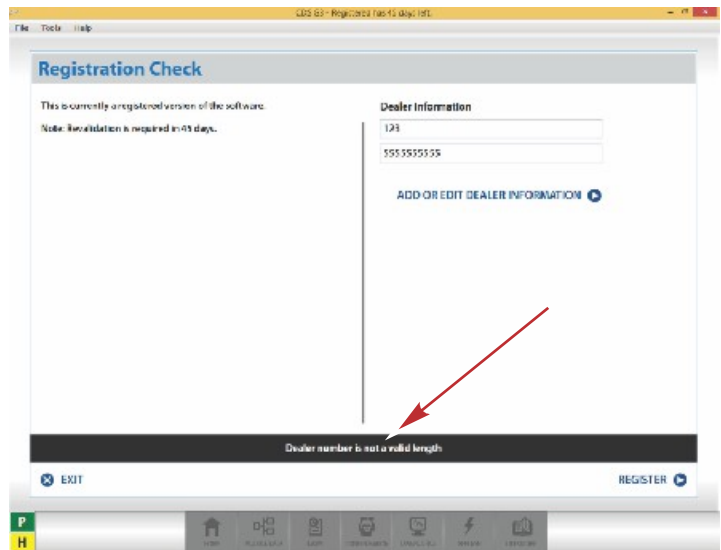 CDS G3 - Registered has 45 days left.
File Tools Help
Registration Check
This is currently a registered version of the software.
Note: Revalidation is required in 45 days.
Dealer Information
123
5555555555
ADD OR EDIT DEALER INFORMATION
Dealer number is not a valid length
EXIT
REGISTER
P
H
HOME